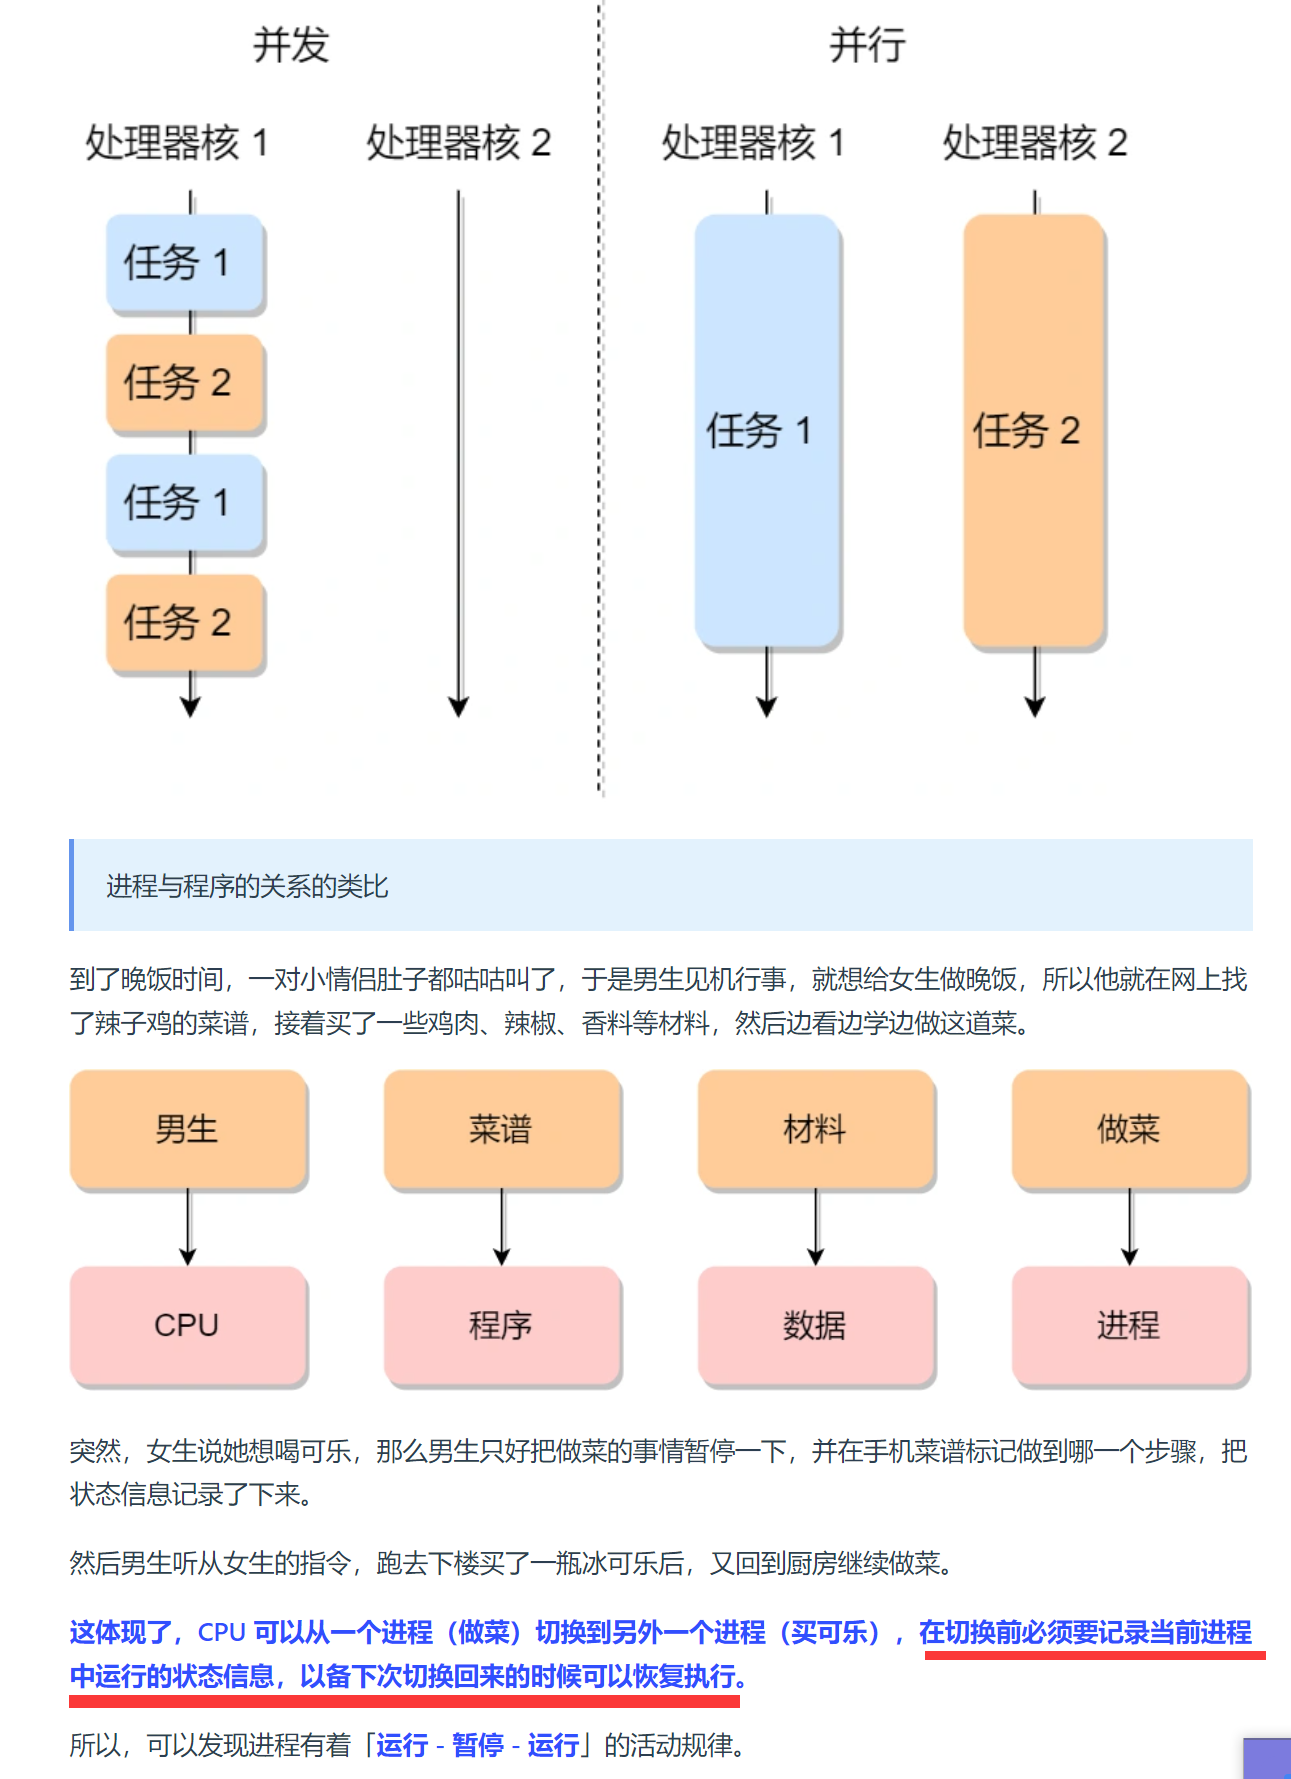 并发
并行
处理器核 1
处理器核 2
处理器核 1
处理器核 2
任务 1
任务 2
任务 1
任务 2
任务 1
任务 2
进程与程序的关系的类比
到了晚饭时间，一对小情侣肚子都咕咕叫了，于是男生见机行事，就想给女生做晚饭，所以他就在网上找
了辣子鸡的菜谱，接着买了一些鸡肉、辣椒、香料等材料，然后边看边学边做这道菜。
男生
菜谱
材料
做菜
CPU
程序
数据
进程
突然，女生说她想喝可乐，那么男生只好把做菜的事情暂停一下，并在手机菜谱标记做到哪一个步骤，把
状态信息记录了下来。
然后男生听从女生的指令，跑去下楼买了一瓶冰可乐后，又回到厨房继续做菜。
这体现了，CPU 可以从一个进程（做菜）切换到另外一个进程（买可乐），在切换前必须要记录当前进程
中运行的状态信息，以备下次切换回来的时候可以恢复执行。
所以，可以发现进程有着「运行 - 暂停 - 运行」的活动规律。